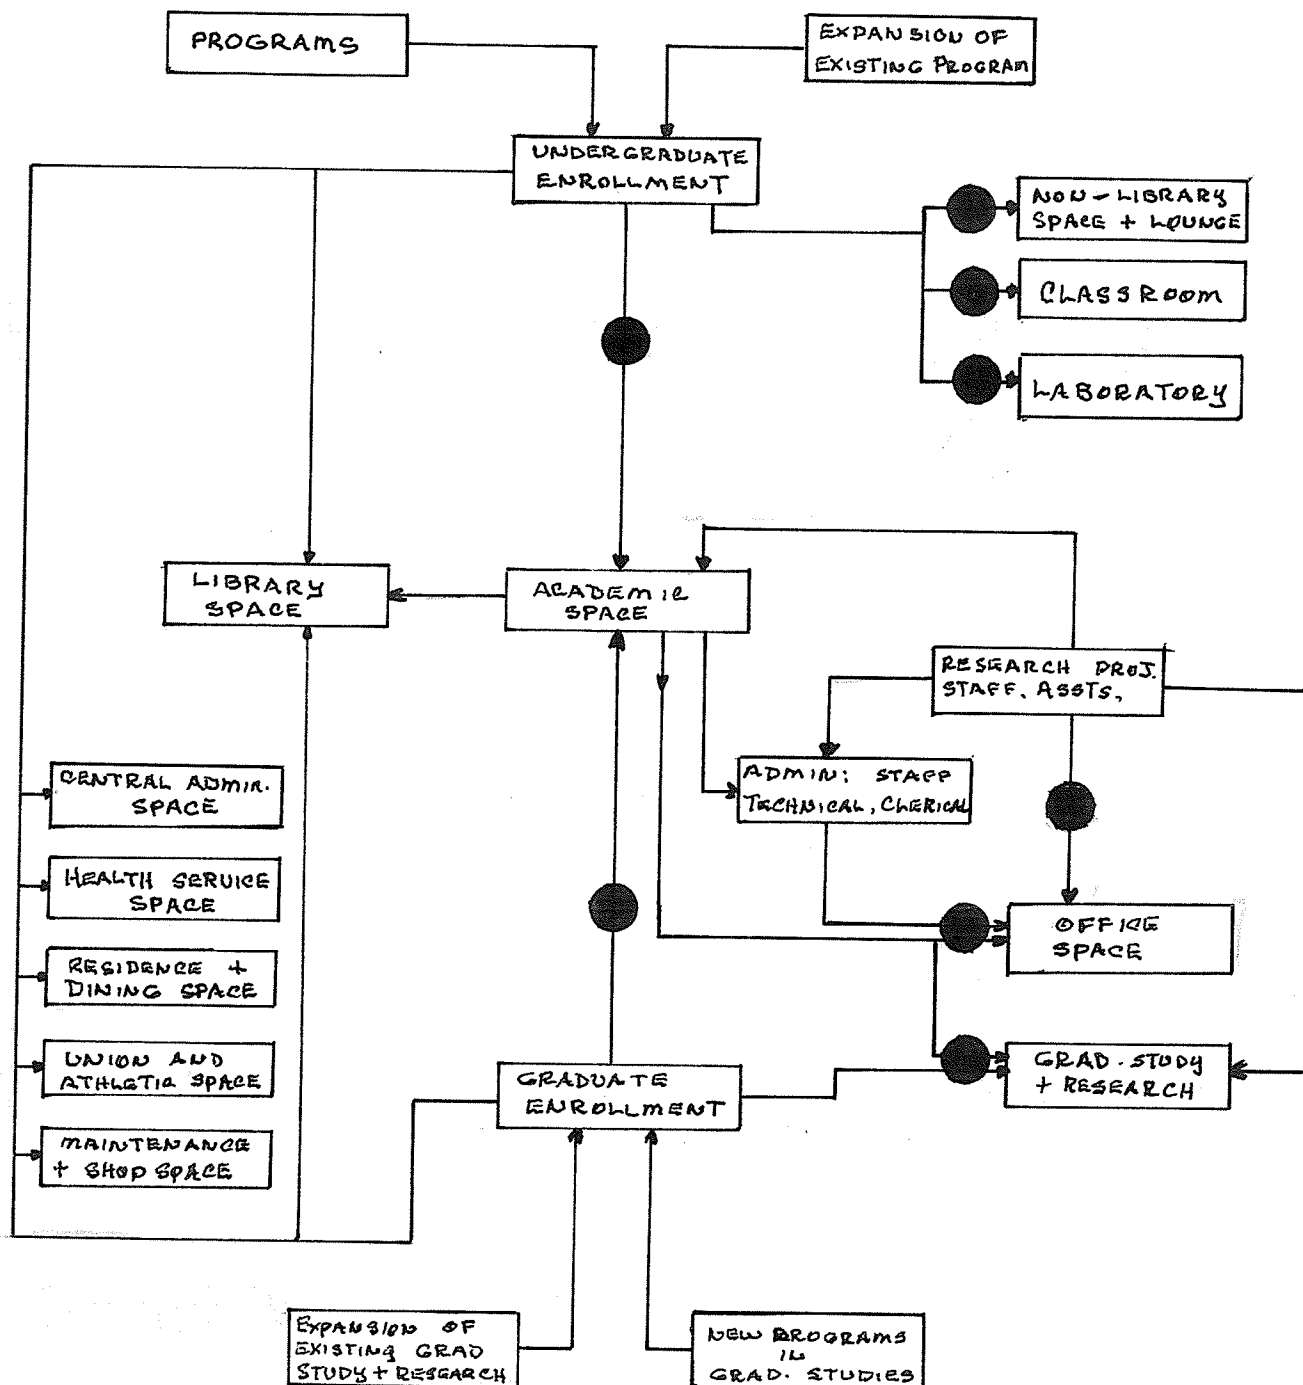 PROGRAMS
EXPANSION OF
EXISTING PROGRAM
UNDERGRADUATE
ENROLLMENT
NON-LIBRARY
SPACE + LOUNGE
CLASSROOM
LABORATORY
LIBRARY
SPACE
ACADEMIC
SPACE
RESEARCH PROJ.
STAFF. ASSTS,
CENTRAL ADMIN.
SPACE
ADMIN: STAFF
TECHNICAL, CLERICAL
HEALTH SERVICE
SPACE
OFFICE
SPACE
RESIDENCE +
DINING SPACE
UNION AND
ATHLETIC SPACE
GRADUATE
ENROLLMENT
GRAD. STUDY
+ RESEARCH
MAINTENANCE
+ SHOP SPACE
EXPANSION OF
EXISTING GRAD
STUDY + RESEARCH
NEW PROGRAMS
IN
GRAD. STUDIES